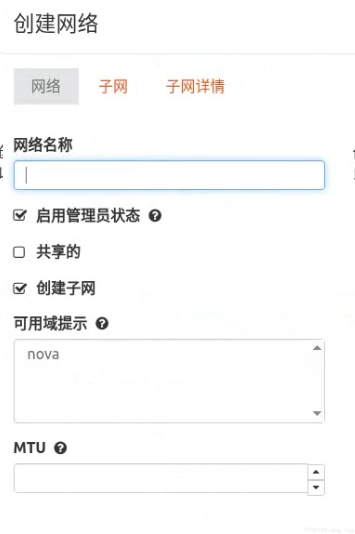 创建网络
网络 子网 子网详情
网络名称
启用管理员状态
共享的
创建子网
可用域提示
nova
MTU